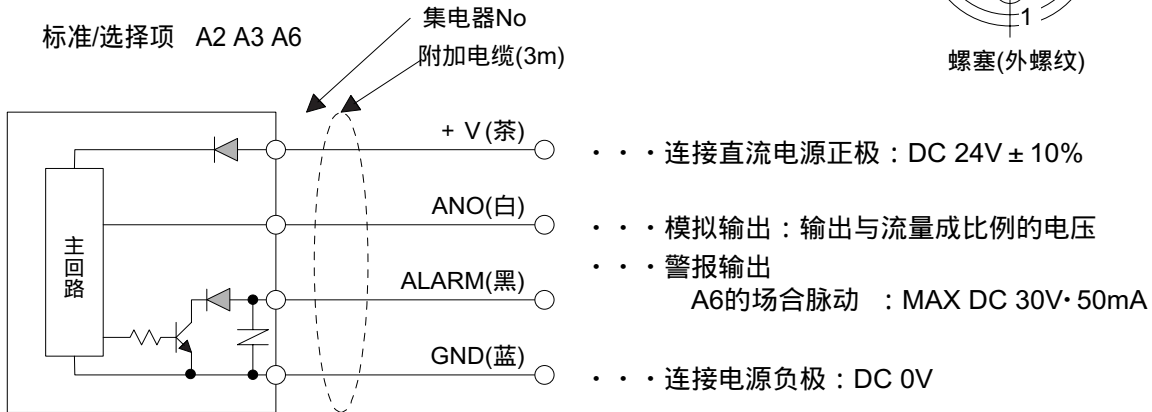 1
螺塞(外螺纹)
标准/选择项 A2 A3 A6
集电器No
附加电缆(3m)
+ V(茶)
・・・连接直流电源正极：DC 24V ± 10%
ANO(白)
・・・模拟输出：输出与流量成比例的电压
・・・警报输出
ALARM(黑)
A6的场合脉动 ：MAX DC 30V・50mA
主回路
GND(蓝)
・・・连接电源负极：DC 0V